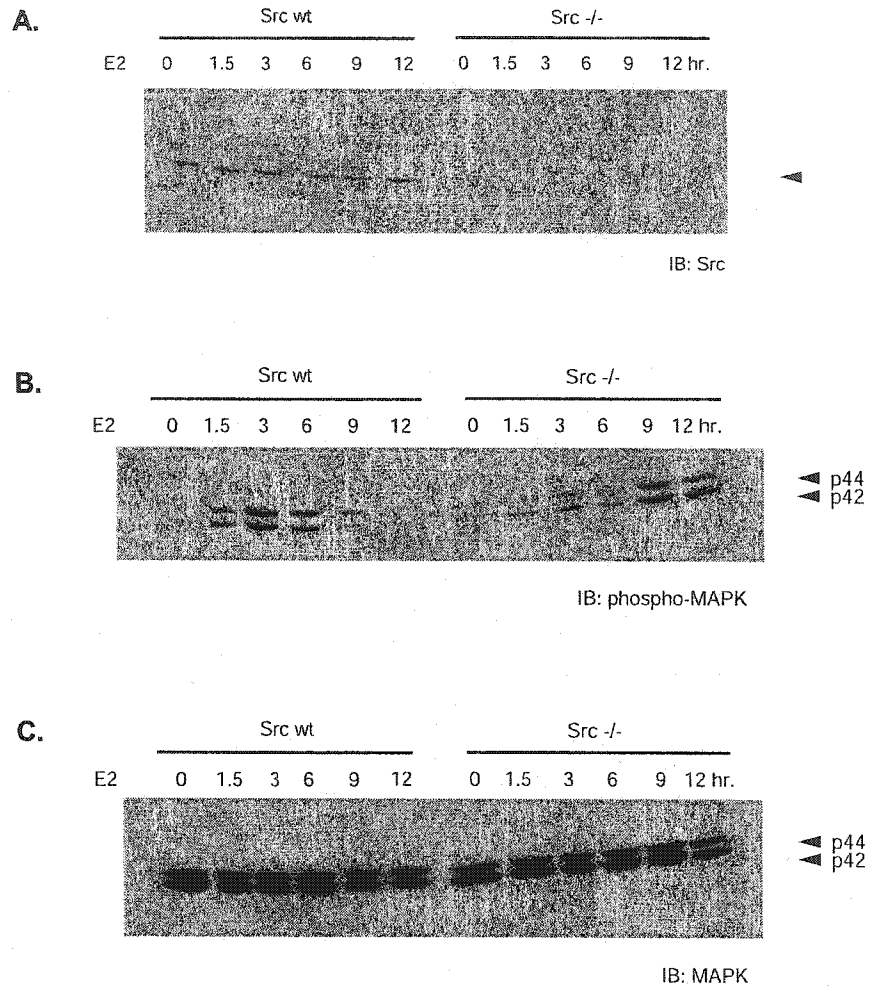 A.
Src wt Src -/-
E2 0 1.5 3 6 9 12 0 1.5 3 6 9 12 hr.
IB: Src
B.
Src wt Src -/-
E2 0 1.5 3 6 9 12 0 1.5 3 6 9 12 hr.
p44
p42
IB: phospho-MAPK
C.
Src wt Src -/-
E2 0 1.5 3 6 9 12 0 1.5 3 6 9 12 hr.
p44
p42
IB: MAPK